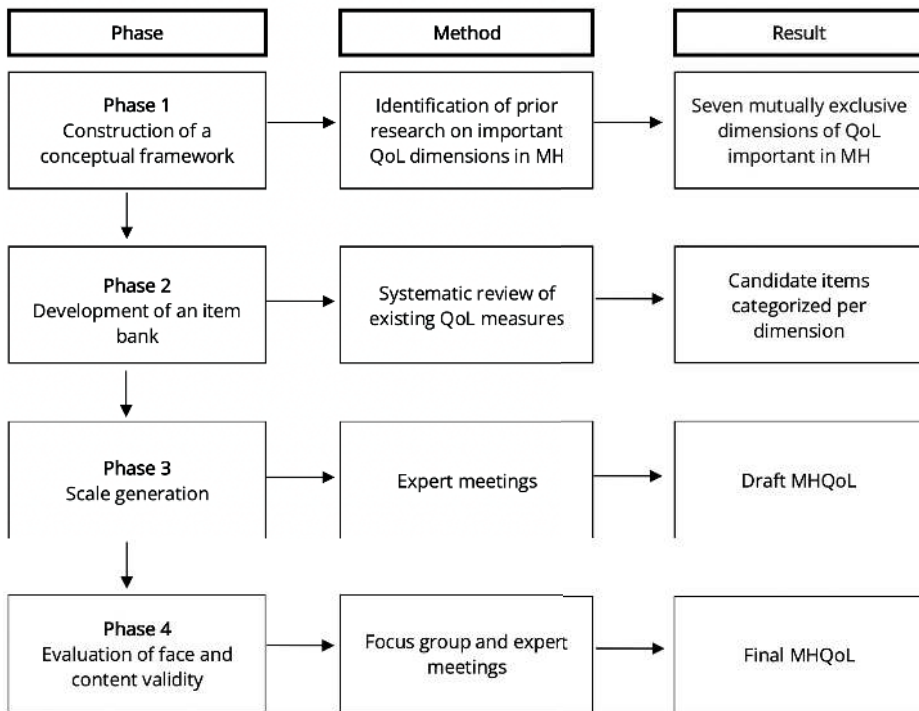 Phase
Method
Result
Phase 1
Construction of a
conceptual framework
Identification of prior
research on important
QoL dimensions in MH
Seven mutually exclusive
dimensions of QoL
important in MH
Phase 2
Development of an item
bank
Systematic review of
existing QoL measures
Candidate items
categorized per
dimension
Phase 3
Scale generation
Expert meetings
Draft MHQoL
Phase 4
Evaluation of face and
content validity
Focus group and expert
meetings
Final MHQoL